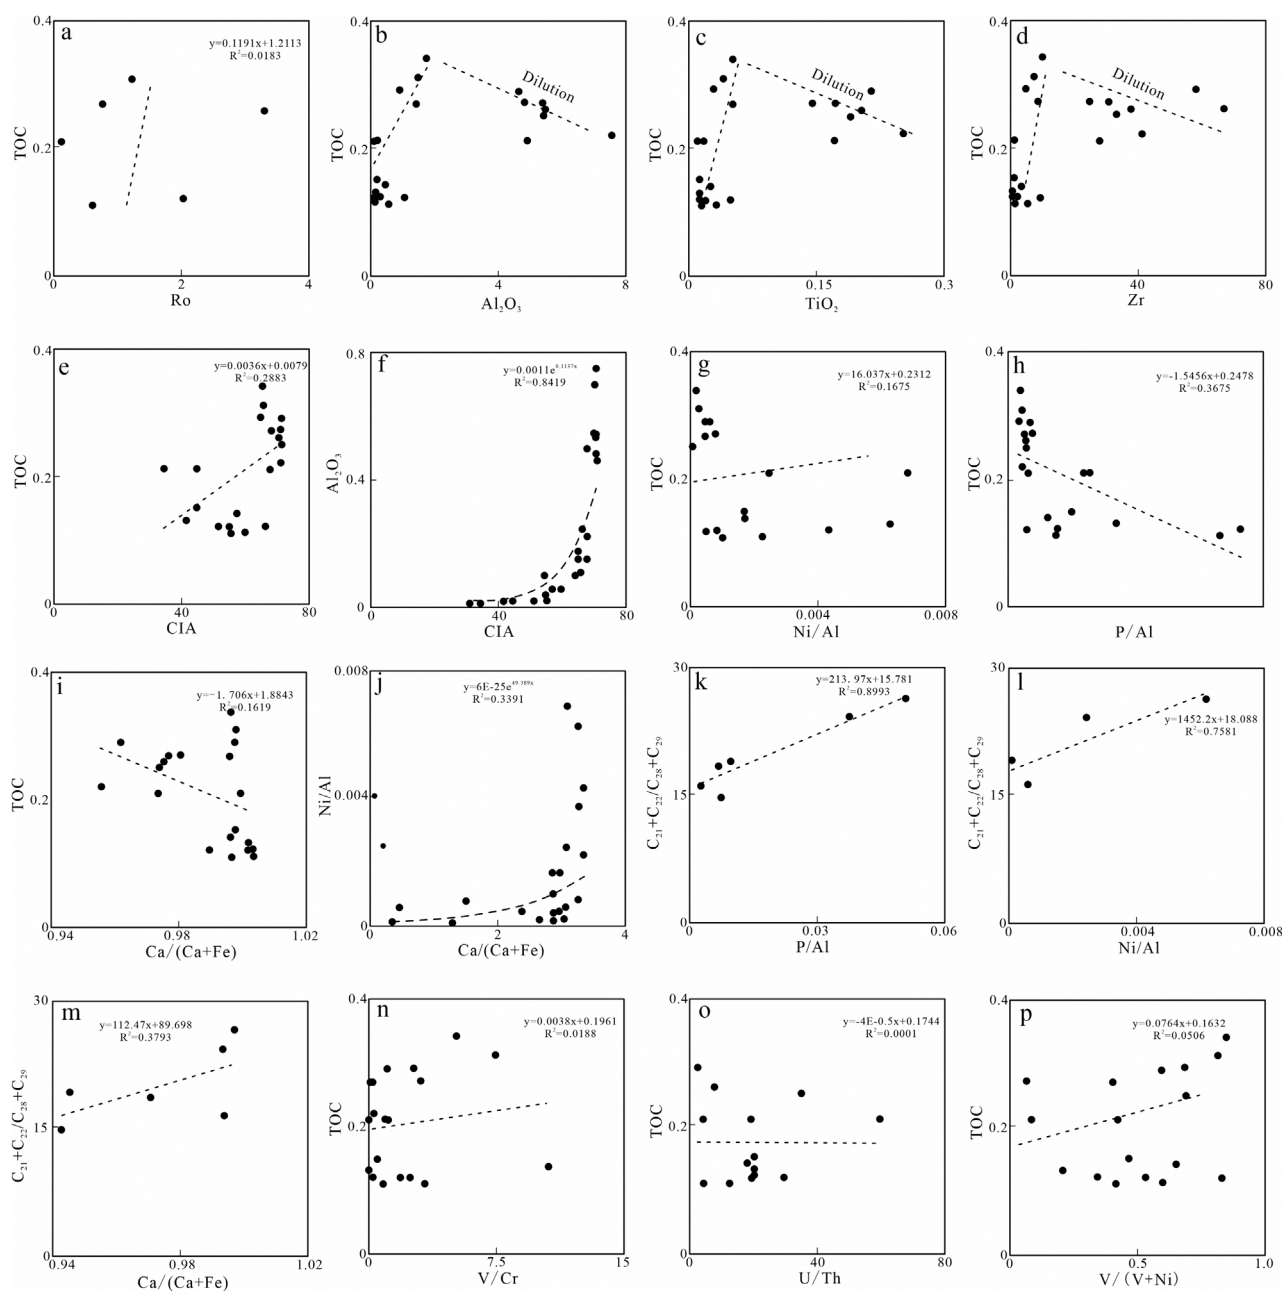 a
y=0.1191x+1.2113
R²=0.0183
0.4
0.2
0
TOC
0
2
4
Ro
b
Dilution
0.4
0.2
0
TOC
0
4
8
Al₂O₃
c
Dilution
0.4
0.2
0
TOC
0
0.15
0.3
TiO₂
d
Dilution
0.4
0.2
0
TOC
0
40
80
Zr
e
y=0.0036x+0.0079
R²=0.2883
0.4
0.2
0
TOC
0
40
80
CIA
f
y=0.0011e^0.1137x
R²=0.8419
0.8
0.4
0
Al₂O₃
0
40
80
CIA
g
y=16.037x+0.2312
R²=0.1675
0.4
0.2
0
TOC
0
0.004
0.008
Ni/Al
h
y=-1.5456x+0.2478
R²=0.3675
0.4
0.2
0
TOC
P/Al
i
y=-1.706x+1.8843
R²=0.1619
0.4
0.2
0
TOC
0.94
0.98
1.02
Ca/(Ca+Fe)
j
y=6E-25e^49.389x
R²=0.3391
0.008
0.004
0
Ni/Al
0
2
4
Ca/(Ca+Fe)
k
y=213.97x+15.781
R²=0.8993
30
15
0
C₂₁+C₂₂/C₂₈+C₂₉
0
0.03
0.06
P/Al
l
y=1452.2x+18.088
R²=0.7581
30
15
0
C₂₁+C₂₂/C₂₈+C₂₉
0
0.004
0.008
Ni/Al
m
y=112.47x+89.698
R²=0.3793
30
15
0
C₂₁+C₂₂/C₂₈+C₂₉
0.94
0.98
1.02
Ca/(Ca+Fe)
n
y=0.0038x+0.1961
R²=0.0188
0.4
0.2
0
TOC
0
7.5
15
V/Cr
o
y=-4E-0.5x+0.1744
R²=0.0001
0.4
0.2
0
TOC
0
40
80
U/Th
p
y=0.0764x+0.1632
R²=0.0506
0.4
0.2
0
TOC
0
0.5
1.0
V/(V+Ni)